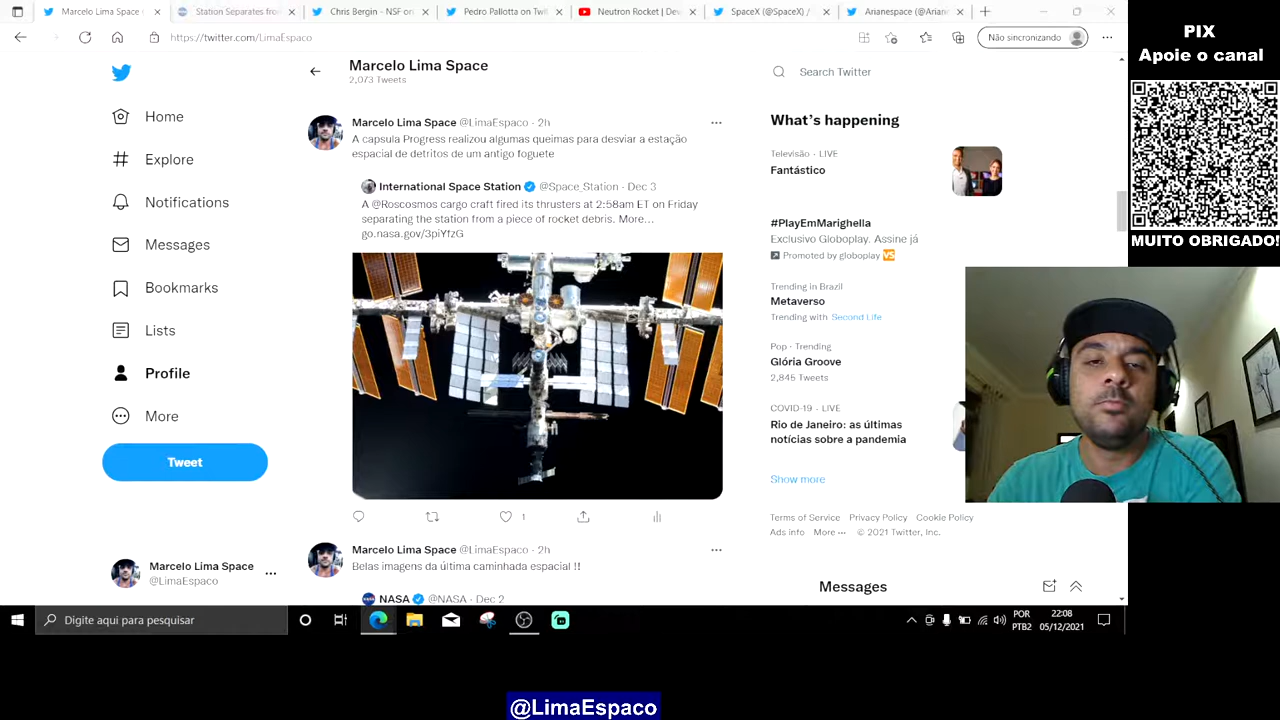 Marcelo Lima Space (
Station Separates fro
Chris Bergin - NSF on
Pedro Pallotta on Twit
Neutron Rocket | Dev
SpaceX (@SpaceX) /
Arianespace (@Ariane
https://twitter.com/LimaEspaco
Não sincronizando
Marcelo Lima Space
2,073 Tweets
Home
Explore
Notifications
Messages
Bookmarks
Lists
Profile
More
Tweet
Marcelo Lima Space
@LimaEspaco
Marcelo Lima Space @LimaEspaco · 2h
A capsula Progress realizou algumas queimas para desviar a estação
espacial de detritos de um antigo foguete
International Space Station @Space_Station · Dec 3
A @Roscosmos cargo craft fired its thrusters at 2:58am ET on Friday
separating the station from a piece of rocket debris. More...
go.nasa.gov/3piYfzG
1
Marcelo Lima Space @LimaEspaco · 2h
Belas imagens da última caminhada espacial !!
NASA @NASA · Dec 2
Search Twitter
What's happening
Televisão · LIVE
Fantástico
#PlayEmMarighella
Exclusivo Globoplay. Assine já
Promoted by globoplay VS
Trending in Brazil
Metaverso
Trending with Second Life
Pop · Trending
Glória Groove
2,845 Tweets
COVID-19 · LIVE
Rio de Janeiro: as últimas
notícias sobre a pandemia
Show more
Terms of Service Privacy Policy Cookie Policy
Ads info More ··· © 2021 Twitter, Inc.
Messages
PIX
Apoie o canal
MUITO OBRIGADO!
Digite aqui para pesquisar
POR
PTB2
22:08
05/12/2021
@LimaEspaco